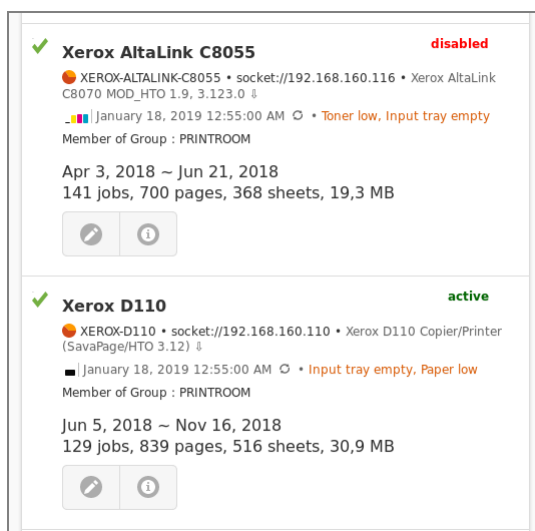 Xerox AltaLink C8055
disabled
XEROX-ALTALINK-C8055 • socket://192.168.160.116 • Xerox AltaLink
C8070 MOD_HTO 1.9, 3.123.0 ⇩
January 18, 2019 12:55:00 AM • Toner low, Input tray empty
Member of Group : PRINTROOM
Apr 3, 2018 ~ Jun 21, 2018
141 jobs, 700 pages, 368 sheets, 19,3 MB
Xerox D110
active
XEROX-D110 • socket://192.168.160.110 • Xerox D110 Copier/Printer
(SavaPage/HTO 3.12) ⇩
January 18, 2019 12:55:00 AM • Input tray empty, Paper low
Member of Group : PRINTROOM
Jun 5, 2018 ~ Nov 16, 2018
129 jobs, 839 pages, 516 sheets, 30,9 MB